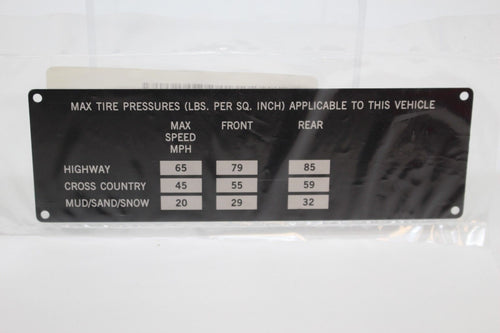 MAX TIRE PRESSURES (LBS. PER SQ. INCH) APPLICABLE TO THIS VEHICLE
MAX SPEED MPH FRONT REAR
HIGHWAY 65 79 85
CROSS COUNTRY 45 55 59
MUD/SAND/SNOW 20 29 32